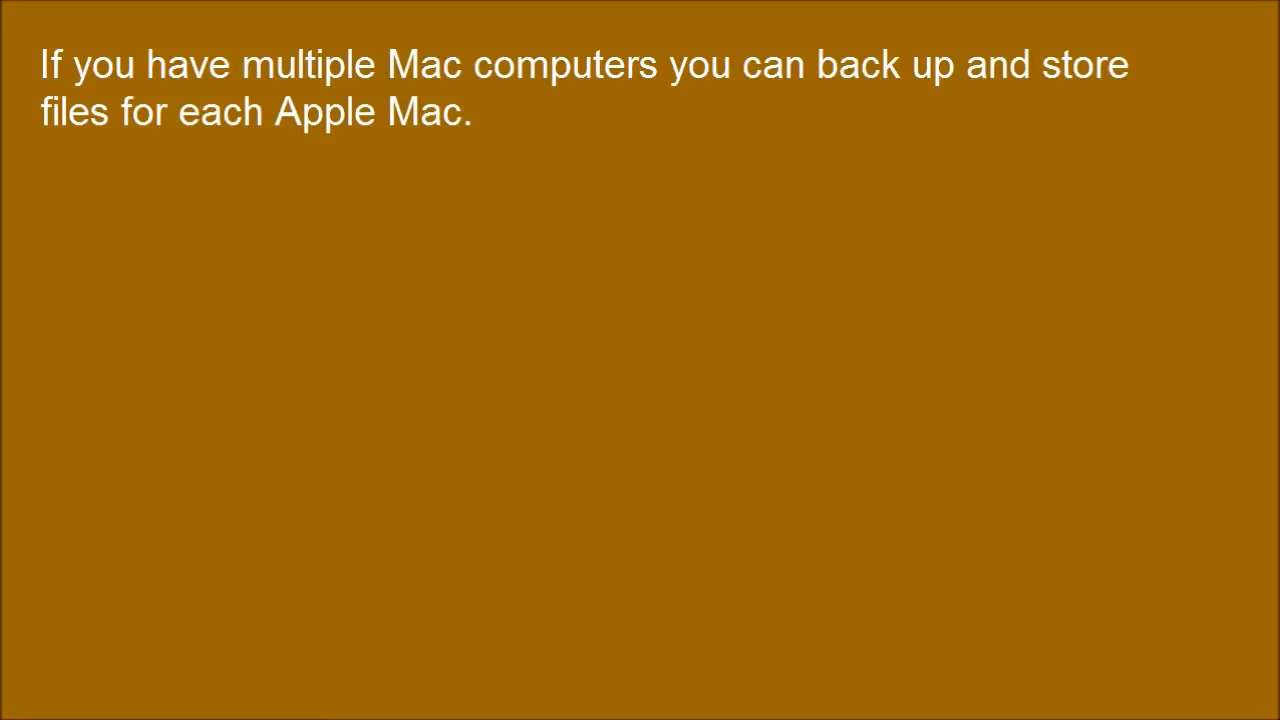 If you have multiple Mac computers you can back up and store
files for each Apple Mac.